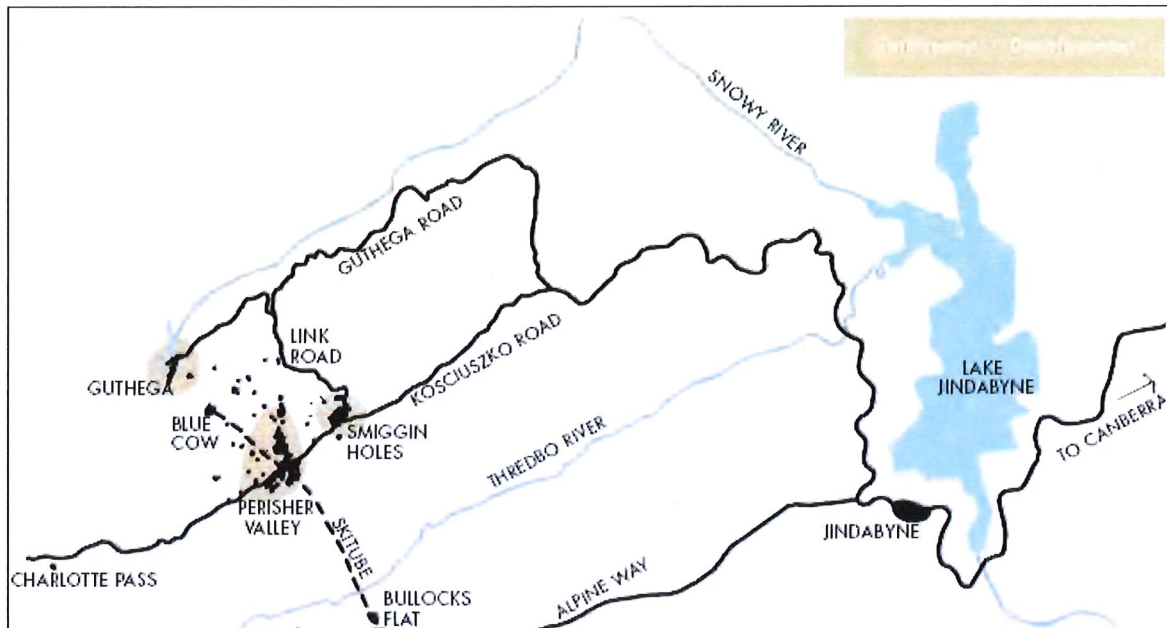 SNOWY RIVER
GUTHEGA ROAD
LINK
ROAD
KOSCIUSZKO ROAD
GUTHEGA
BLUE
COW
SMIGGIN
HOLES
LAKE
JINDABYNE
TO CANBERRA
THREDBO RIVER
PERISHER
VALLEY
SKITUBE
JINDABYNE
CHARLOTTE PASS
BULLOCKS
FLAT
ALPINE WAY